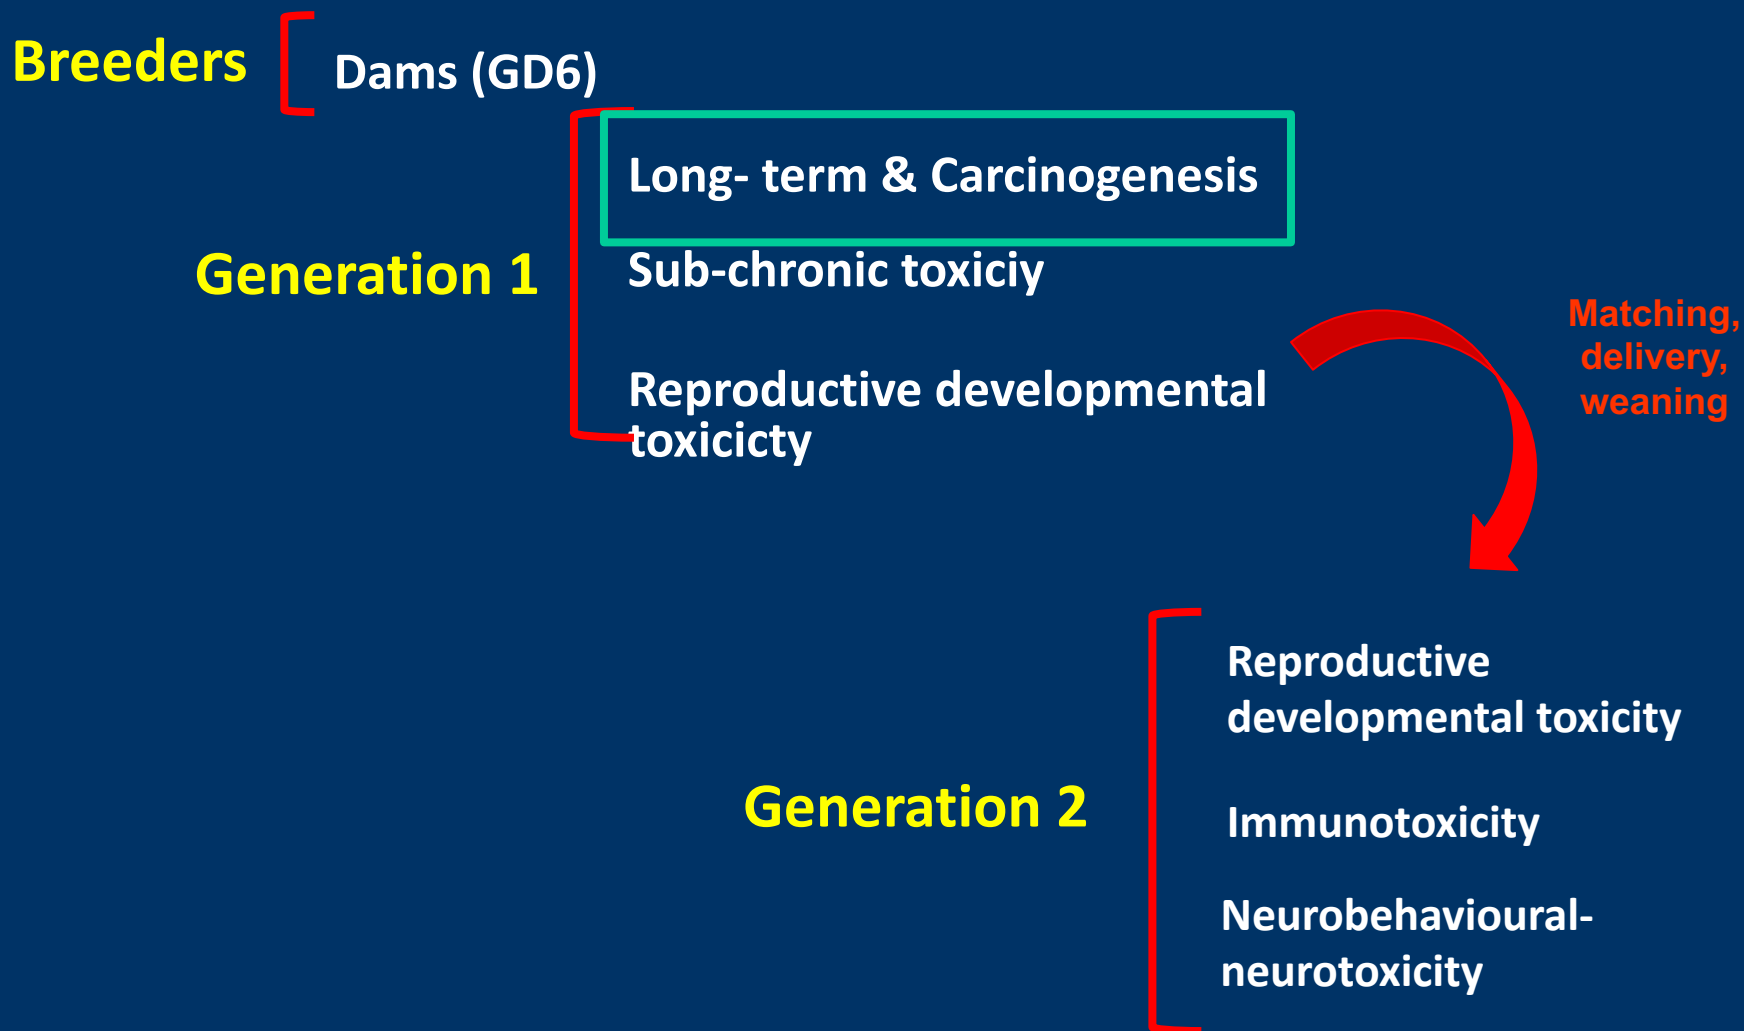 Breeders
Dams (GD6)
Long- term & Carcinogenesis
Generation 1
Sub-chronic toxiciy
Matching,
delivery,
weaning
Reproductive developmental
toxicicty
Reproductive
developmental toxicity
Generation 2
Immunotoxicity
Neurobehavioural-
neurotoxicity